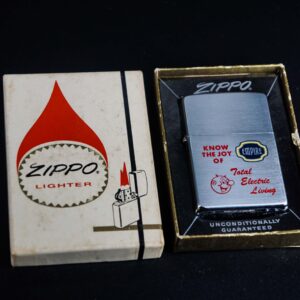 ZIPPO
LIGHTER
ZIPPO
KNOW
THE JOY
OF
EMPIRE
Total
Electric
Living
UNCONDITIONALLY
GUARANTEED